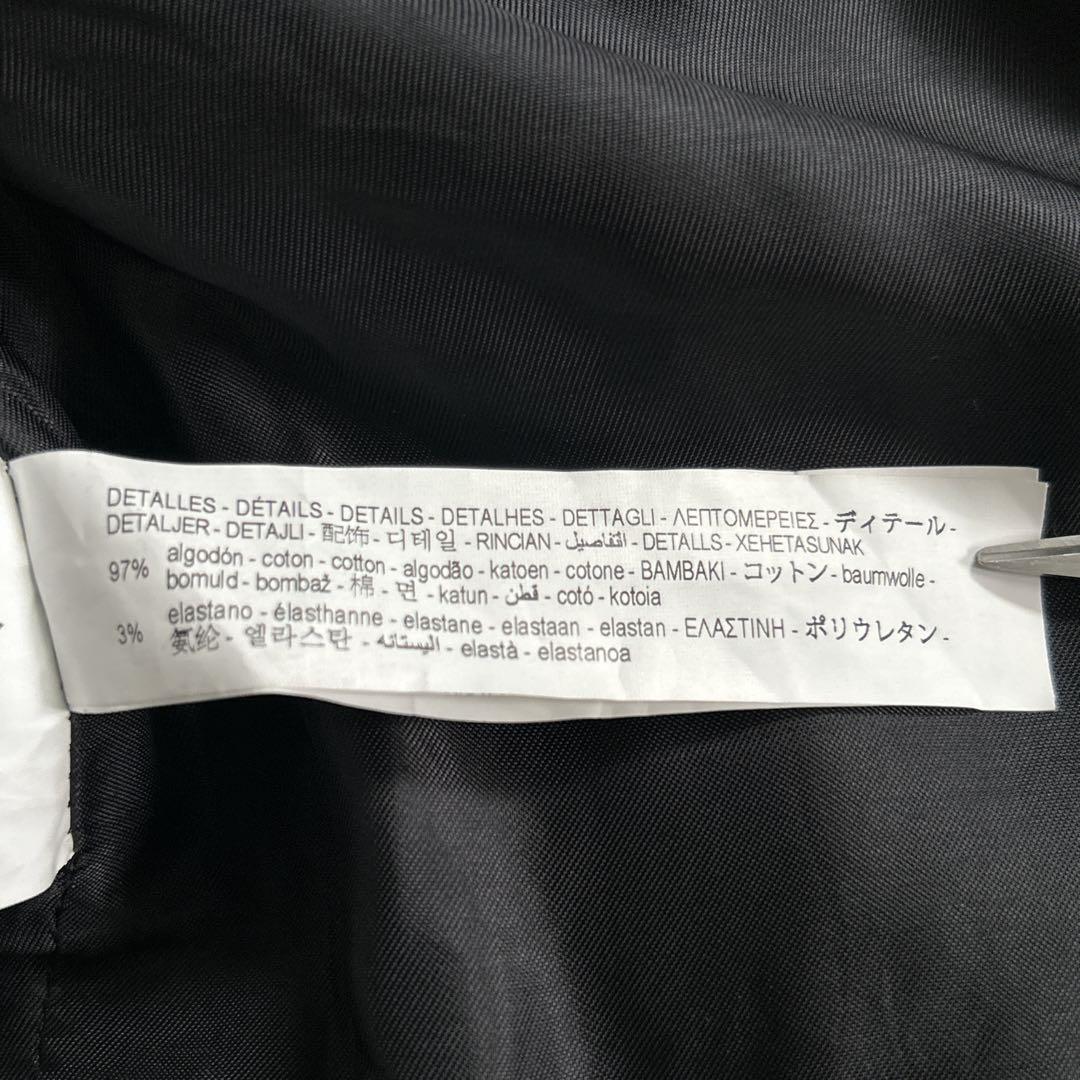 DETALLES - DÉTAILS - DETAILS - DETALHES - DETTAGLI - ΛΕΠΤΟΜΕΡΕΙΕΣ - ディテール -
DETALJER - DETAJLI - 配饰 - 디테일 - RINCIAN - التفاصيل - DETALLS - XEHETASUNAK
97% algodón - coton - cotton - algodão - katoen - cotone - BAMBAKI - コットン - baumwolle -
bomuld - bombaž - 棉 - 면 - katun - قطن - cotó - kotoia
3% elastano - élasthanne - elastane - elastaan - elastan - ΕΛΑΣΤΙΝΗ - ポリウレタン -
氨纶 - 엘라스탄 - اليستانه - elastà - elastanoa